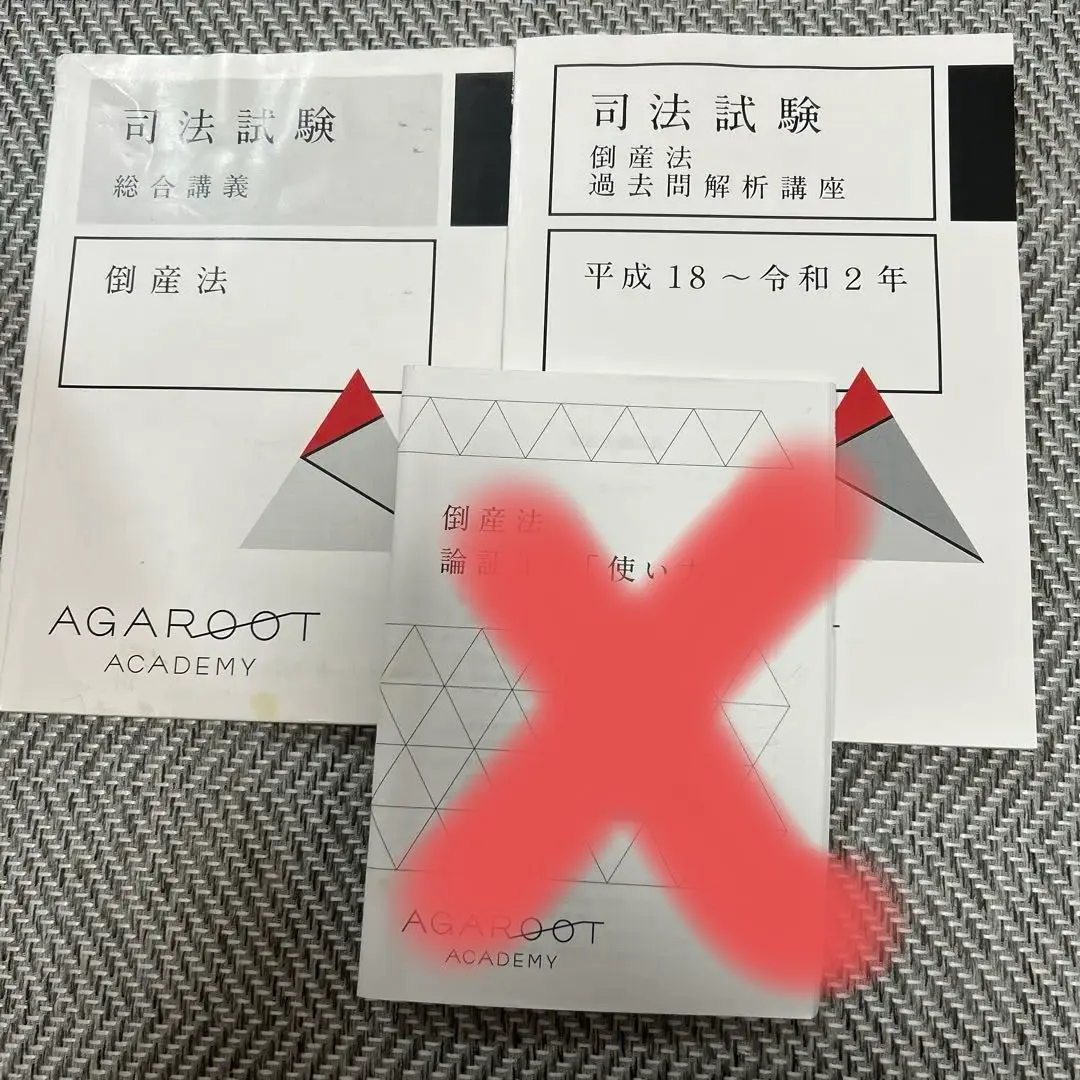 司法試験
総合講義
倒産法
AGAROOT
ACADEMY
司法試験
倒産法
過去問解析講座
平成18～令和2年
倒産法
論証
「使い
AGAROOT
ACADEMY